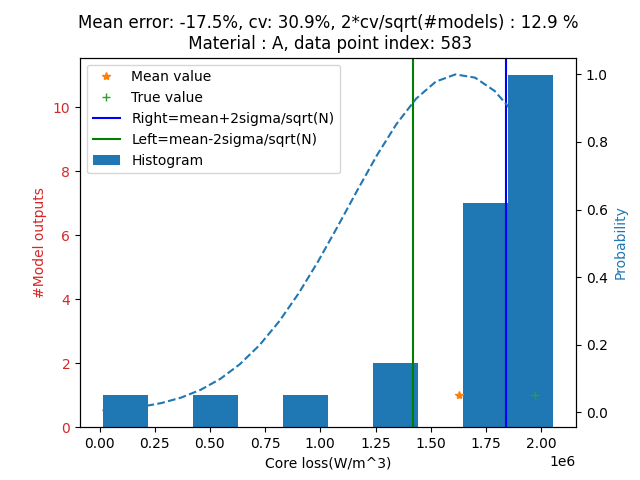 Mean error: -17.5%, cv: 30.9%, 2*cv/sqrt(#models) : 12.9 %
Material : A, data point index: 583
Mean value
True value
Right=mean+2sigma/sqrt(N)
Left=mean-2sigma/sqrt(N)
Histogram
#Model outputs
10
8
6
4
2
0
1.0
0.8
0.6
0.4
0.2
0.0
Probability
0.00 0.25 0.50 0.75 1.00 1.25 1.50 1.75 2.00
1e6
Core loss(W/m^3)